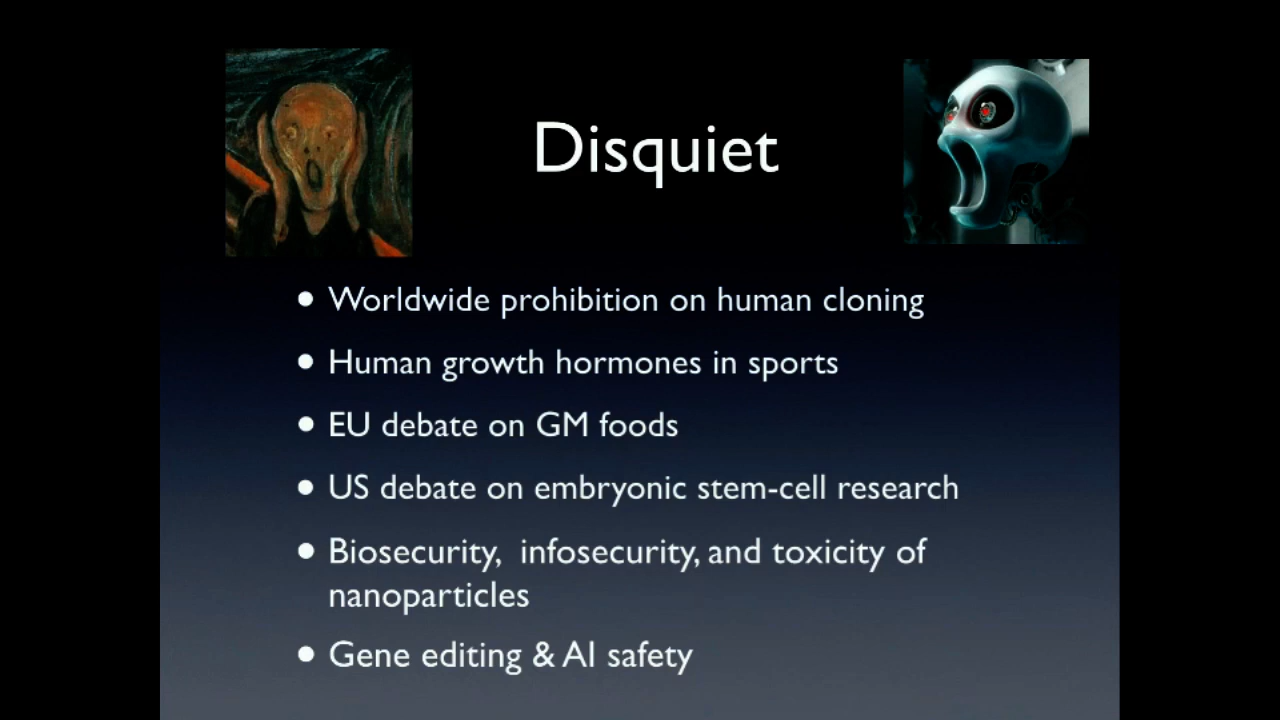 Disquiet
• Worldwide prohibition on human cloning
• Human growth hormones in sports
• EU debate on GM foods
• US debate on embryonic stem-cell research
• Biosecurity, infosecurity, and toxicity of
nanoparticles
• Gene editing & AI safety